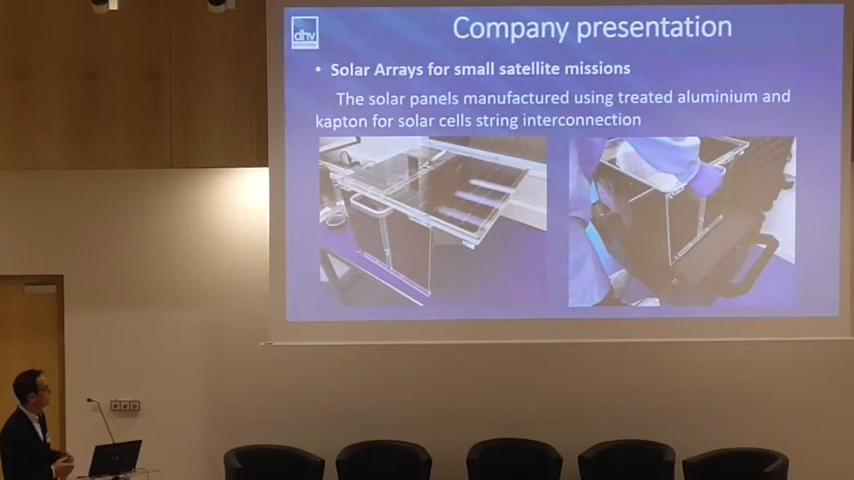 dhv
Company presentation
• Solar Arrays for small satellite missions
The solar panels manufactured using treated aluminium and
kapton for solar cells string interconnection